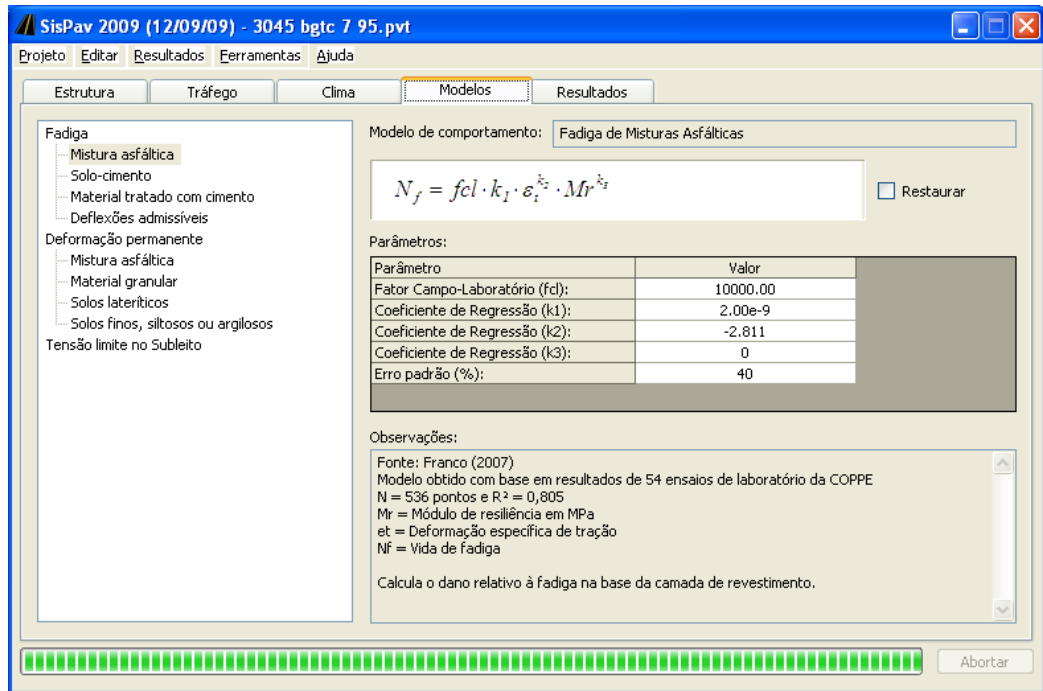 SisPav 2009 (12/09/09) - 3045 bgtc 7 95.pvt
Projeto Editar Resultados Ferramentas Ajuda
Estrutura Tráfego Clima Modelos Resultados
Fadiga
Mistura asfáltica
Solo-cimento
Material tratado com cimento
Deflexões admissíveis
Deformação permanente
Mistura asfáltica
Material granular
Solos lateríticos
Solos finos, siltosos ou argilosos
Tensão limite no Subleito
Modelo de comportamento: Fadiga de Misturas Asfálticas
N_f = fcl · k_1 · ε_t^{k_2} · Mr^{k_3}
Restaurar
Parâmetros:
Parâmetro Valor
Fator Campo-Laboratório (fcl): 10000.00
Coeficiente de Regressão (k1): 2.00e-9
Coeficiente de Regressão (k2): -2.811
Coeficiente de Regressão (k3): 0
Erro padrão (%): 40
Observações:
Fonte: Franco (2007)
Modelo obtido com base em resultados de 54 ensaios de laboratório da COPPE
N = 536 pontos e R² = 0,805
Mr = Módulo de resiliência em MPa
et = Deformação específica de tração
Nf = Vida de fadiga
Calcula o dano relativo à fadiga na base da camada de revestimento.
Abortar